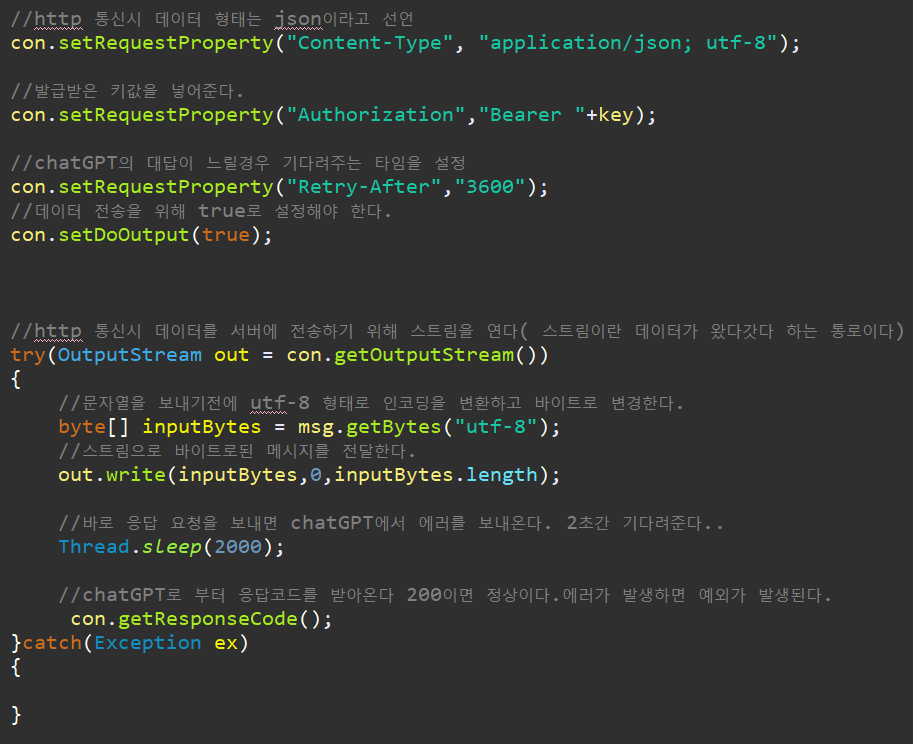 //http 통신시 데이터 형태는 json이라고 선언
con.setRequestProperty("Content-Type", "application/json; utf-8");
//발급받은 키값을 넣어준다.
con.setRequestProperty("Authorization","Bearer "+key);
//chatGPT의 대답이 느릴경우 기다려주는 타임을 설정
con.setRequestProperty("Retry-After","3600");
//데이터 전송을 위해 true로 설정해야 한다.
con.setDoOutput(true);
//http 통신시 데이터를 서버에 전송하기 위해 스트림을 연다( 스트림이란 데이터가 왔다갓다 하는 통로이다)
try(OutputStream out = con.getOutputStream())
{
//문자열을 보내기전에 utf-8 형태로 인코딩을 변환하고 바이트로 변경한다.
byte[] inputBytes = msg.getBytes("utf-8");
//스트림으로 바이트로된 메시지를 전달한다.
out.write(inputBytes,0,inputBytes.length);
//바로 응답 요청을 보내면 chatGPT에서 에러를 보내온다. 2초간 기다려준다..
Thread.sleep(2000);
//chatGPT로 부터 응답코드를 받아온다 200이면 정상이다.에러가 발생하면 예외가 발생된다.
con.getResponseCode();
}catch(Exception ex)
{
}